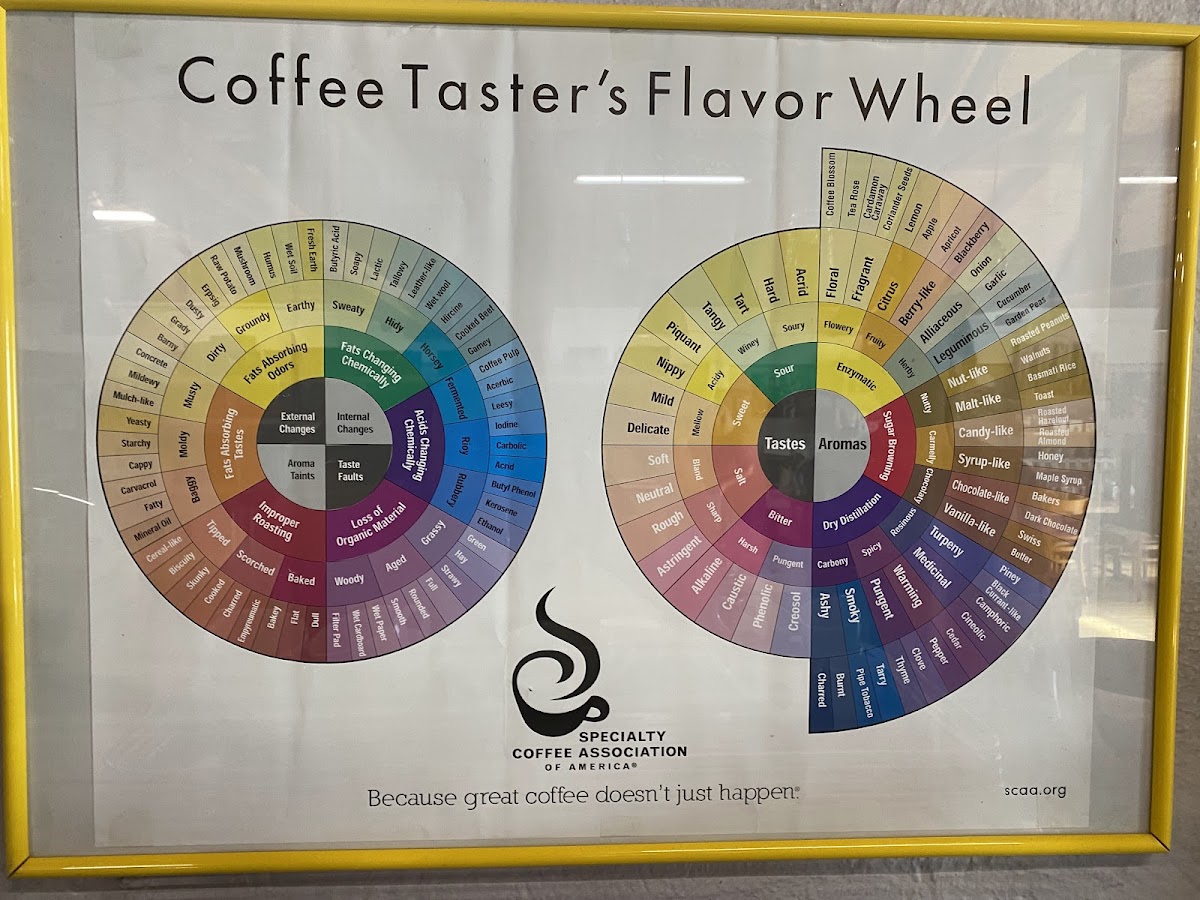 Coffee Taster's Flavor Wheel
External
Changes
Internal
Changes
Taste
Faults
Aroma
Taints
Fats Absorbing
Odors
Fats Changing
Chemically
Acids Changing
Chemically
Loss of
Organic Material
Improper
Roasting
Fats Absorbing
Tastes
Dirty
Groundy
Earthy
Sweaty
Hidy
Horsey
Fermented
Rioy
Rubbery
Grassy
Aged
Woody
Baked
Scorched
Tipped
Baggy
Moldy
Musty
Concrete
Barny
Grady
Dusty
Erpsig
Raw Potato
Mushroom
Humus
Wet Soil
Fresh Earth
Butyric Acid
Soapy
Lactic
Tallowy
Leather-like
Wet wool
Hircine
Cooked Beef
Gamey
Coffee Pulp
Acerbic
Leesy
Iodine
Carbolic
Acrid
Butyl Phenol
Kerosene
Ethanol
Green
Hay
Strawy
Full
Rounded
Smooth
Wet Paper
Wet Cardboard
Filter Pad
Dull
Flat
Bakey
Empyreumatic
Charred
Cooked
Skunky
Biscuity
Cereal-like
Mineral Oil
Fatty
Carvacrol
Cappy
Starchy
Yeasty
Mulch-like
Mildewy
Tastes
Aromas
Sour
Enzymatic
Sugar Browning
Dry Distillation
Bitter
Salt
Sweet
Acidy
Winey
Soury
Flowery
Fruity
Herby
Nutty
Carmelly
Chocolaty
Resinous
Spicy
Carbony
Pungent
Harsh
Sharp
Bland
Mellow
Nippy
Piquant
Tangy
Tart
Hard
Acrid
Floral
Fragrant
Citrus
Berry-like
Alliaceous
Leguminous
Nut-like
Malt-like
Candy-like
Syrup-like
Chocolate-like
Vanilla-like
Turpeny
Medicinal
Warming
Pungent
Smoky
Ashy
Creosol
Phenolic
Caustic
Alkaline
Astringent
Rough
Neutral
Soft
Delicate
Mild
Coffee Blossom
Tea Rose
Cardamon
Caraway
Coriander Seeds
Lemon
Apple
Apricot
Blackberry
Onion
Garlic
Cucumber
Garden Peas
Roasted Peanuts
Walnuts
Basmati Rice
Toast
Roasted
Hazelnut
Roasted
Almond
Honey
Maple Syrup
Bakers
Dark Chocolate
Swiss
Butter
Piney
Black
Currant-like
Camphoric
Cineolic
Cedar
Pepper
Clove
Thyme
Tarry
Pipe Tobacco
Burnt
Charred
SPECIALTY
COFFEE ASSOCIATION
OF AMERICA®
Because great coffee doesn't just happen.®
scaa.org